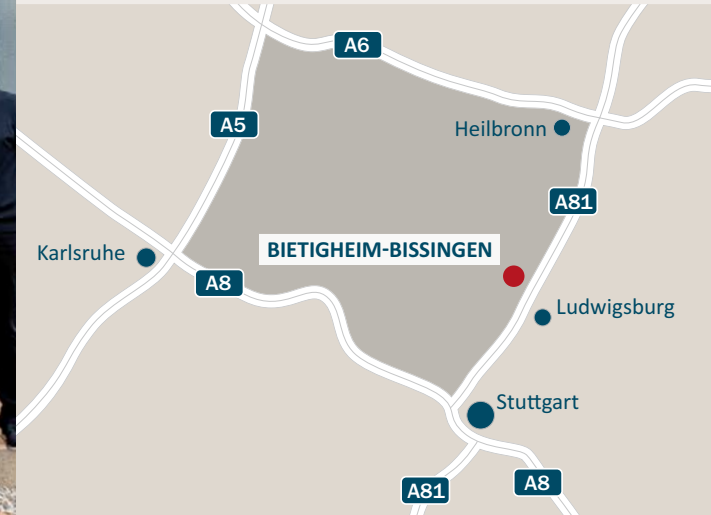 A6
A5
Heilbronn
A81
Karlsruhe
BIETIGHEIM-BISSINGEN
A8
Ludwigsburg
Stuttgart
A81
A8